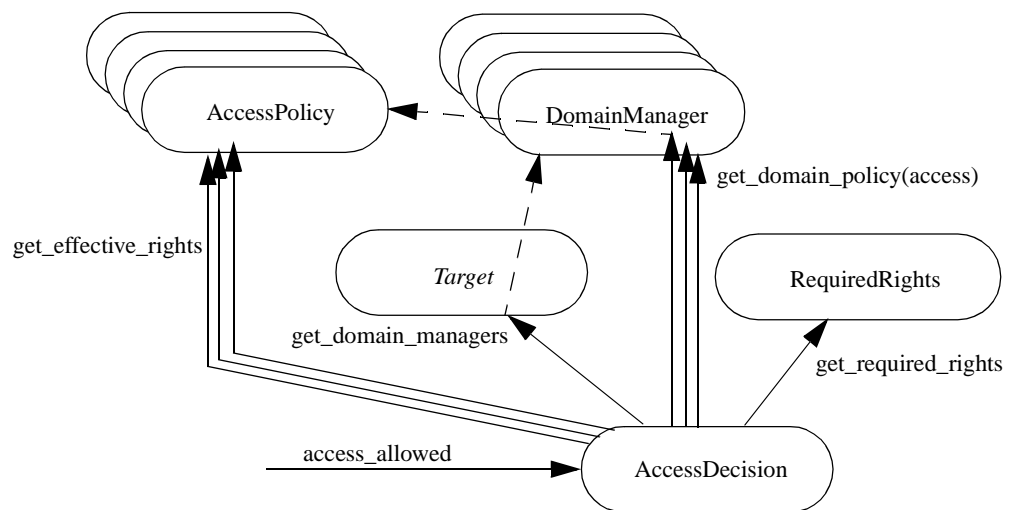 AccessPolicy
DomainManager
get_domain_policy(access)
get_effective_rights
Target
RequiredRights
get_domain_managers
get_required_rights
access_allowed
AccessDecision